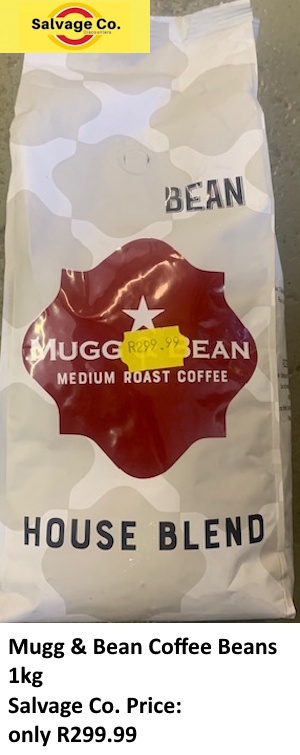 Salvage Co.
Discounters
BEAN
MUGG BEAN
R299.99
MEDIUM ROAST COFFEE
HOUSE BLEND
Mugg & Bean Coffee Beans
1kg
Salvage Co. Price:
only R299.99